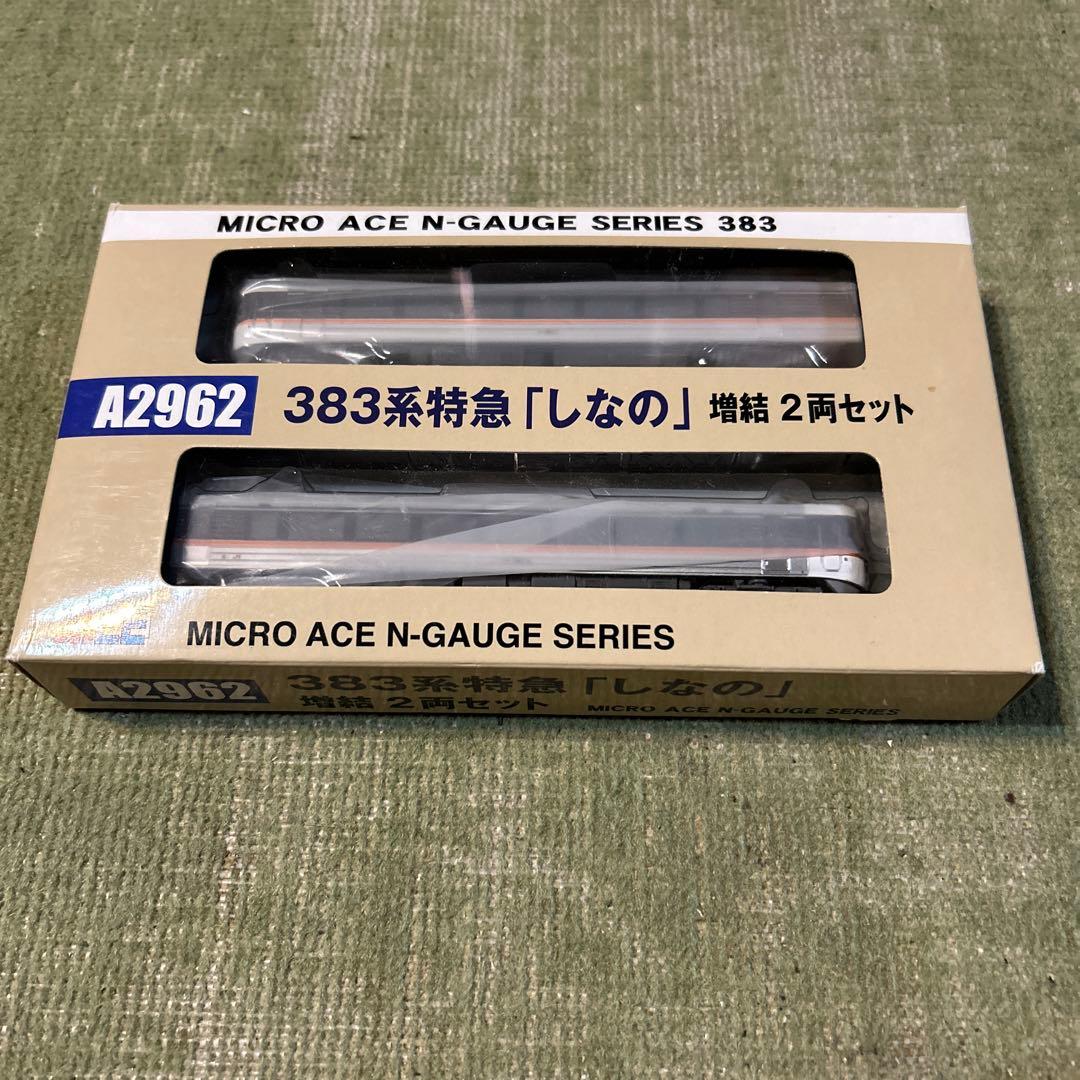 MICRO ACE N-GAUGE SERIES 383
A2962 383系特急「しなの」 増結 2両セット
MICRO ACE N-GAUGE SERIES
A2962 383系特急「しなの」
増結 2両セット MICRO ACE N-GAUGE SERIES